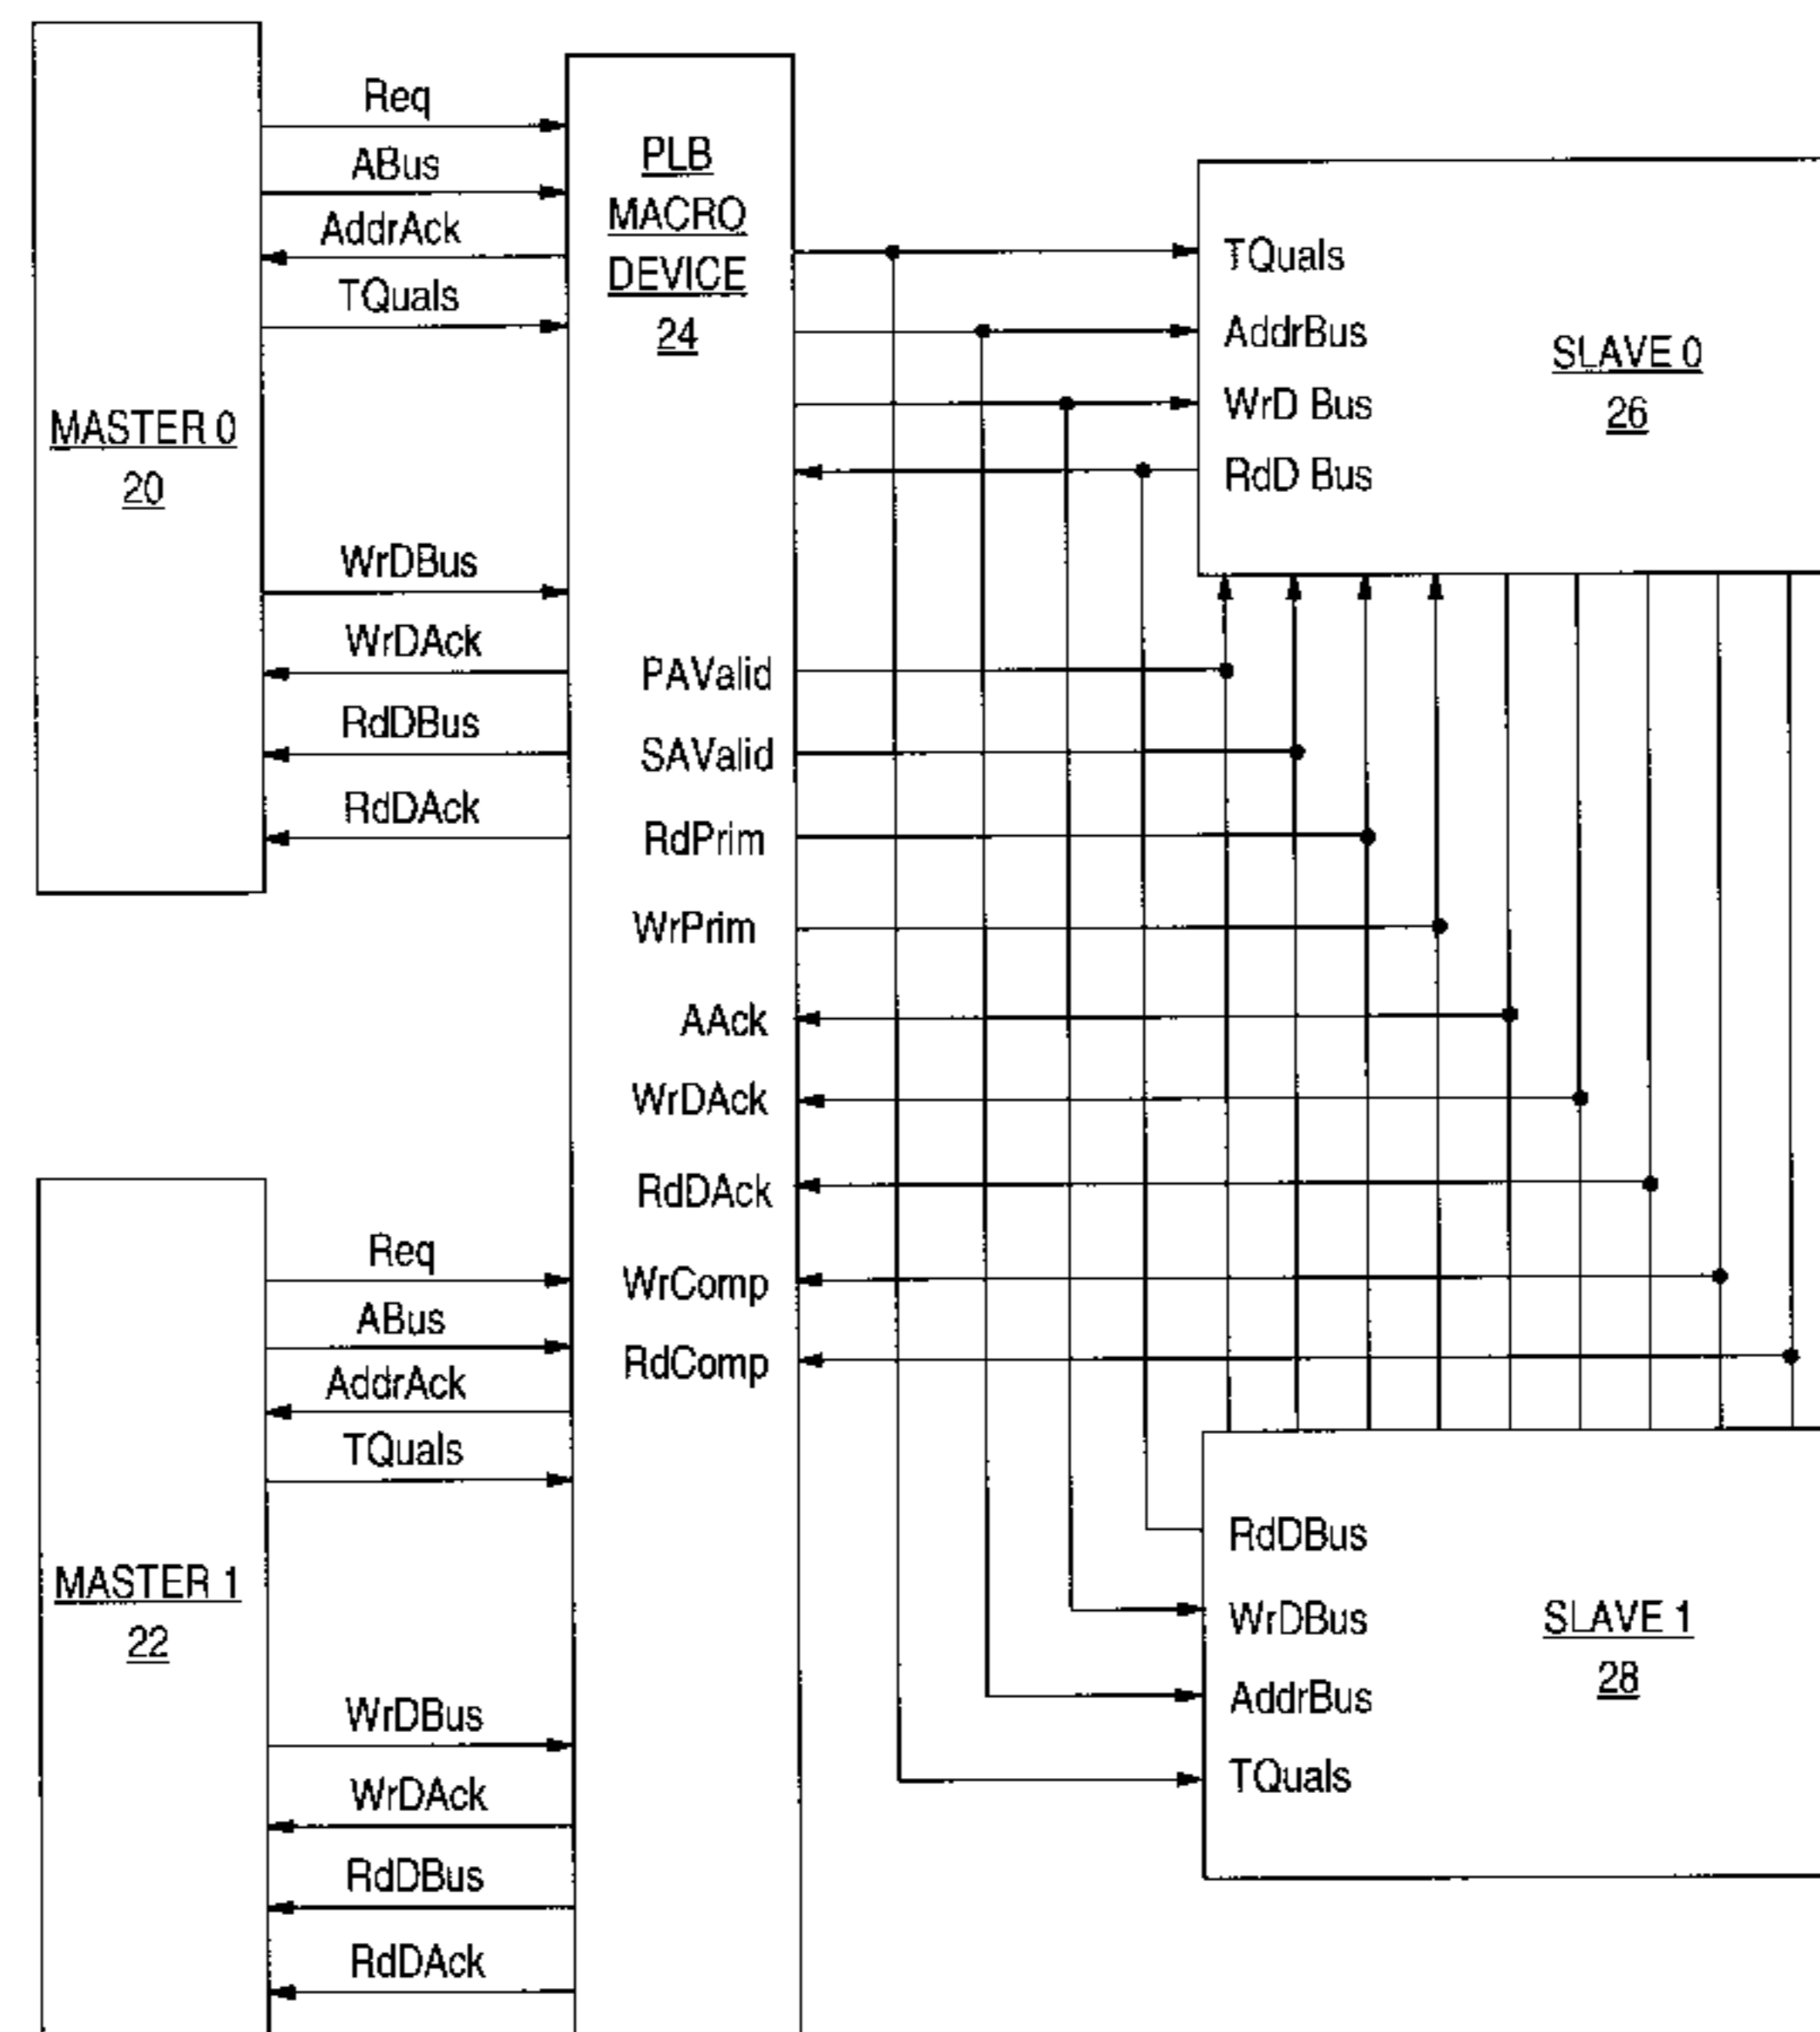 Req
ABus
AddrAck
TQuals
MASTER 0
20
WrDBus
WrDAck
RdDBus
RdDAck
PLB
MACRO
DEVICE
24
TQuals
AddrBus
WrD Bus
RdD Bus
SLAVE 0
26
PAValid
SAValid
RdPrim
WrPrim
AAck
WrDAck
RdDAck
WrComp
RdComp
Req
ABus
AddrAck
TQuals
MASTER 1
22
WrDBus
WrDAck
RdDBus
RdDAck
RdDBus
WrDBus
AddrBus
TQuals
SLAVE 1
28